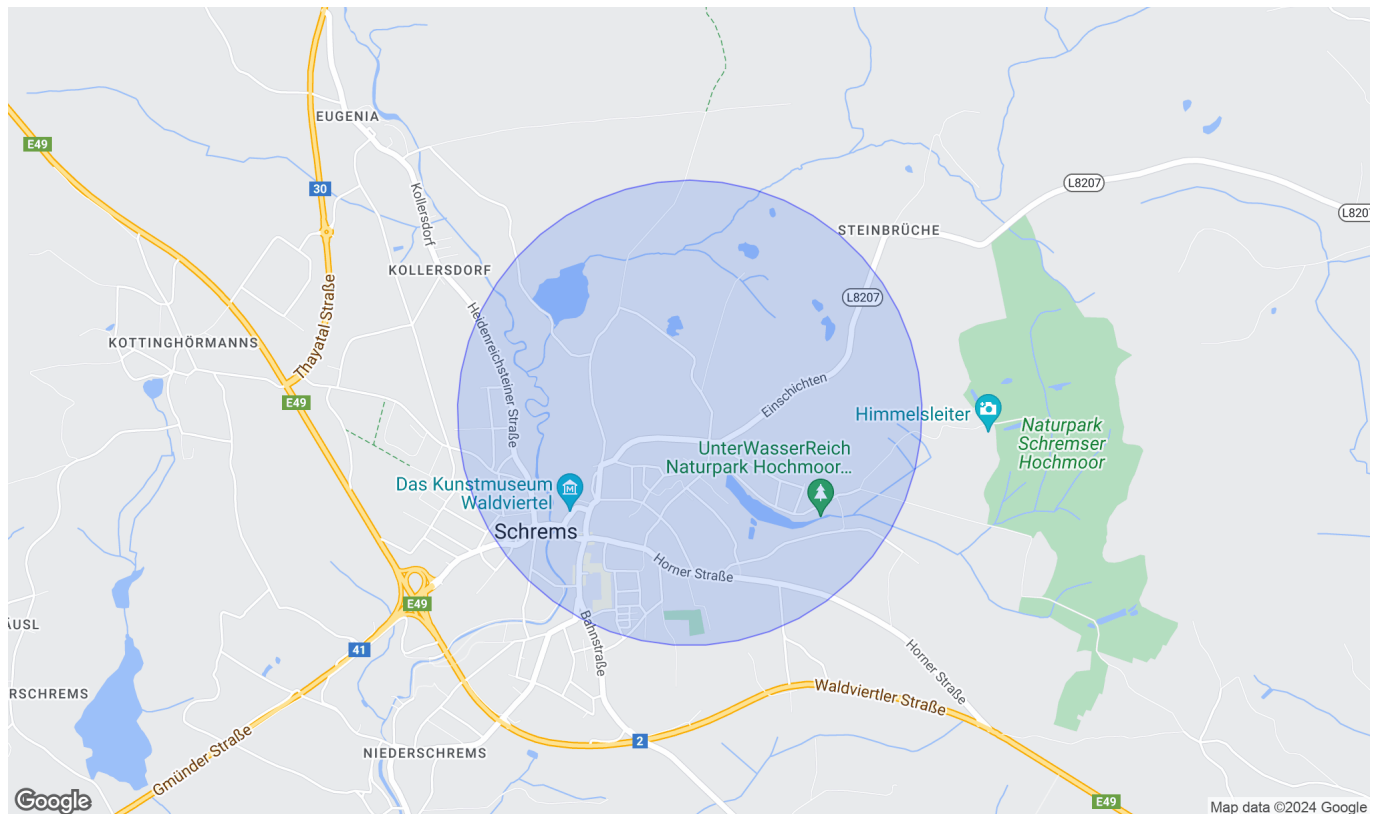 EUGENIA
E49
30
Kollersdorf
L8207
L8207
STEINBRÜCHE
KOLLERSDORF
L8207
Thayatal Straße
Heidenreichsteiner Straße
KOTTINGHÖRMANNS
E49
Einschichten
Himmelsleiter
Naturpark
Schremser
Hochmoor
UnterWasserReich
Naturpark Hochmoor...
Das Kunstmuseum
Waldviertel
Schrems
Horner Straße
E49
ÄUSL
41
Bahnstraße
Horner Straße
RSCHREMS
Waldviertler Straße
2
NIEDERSCHREMS
Gmünder Straße
E49
Google
Map data ©2024 Google